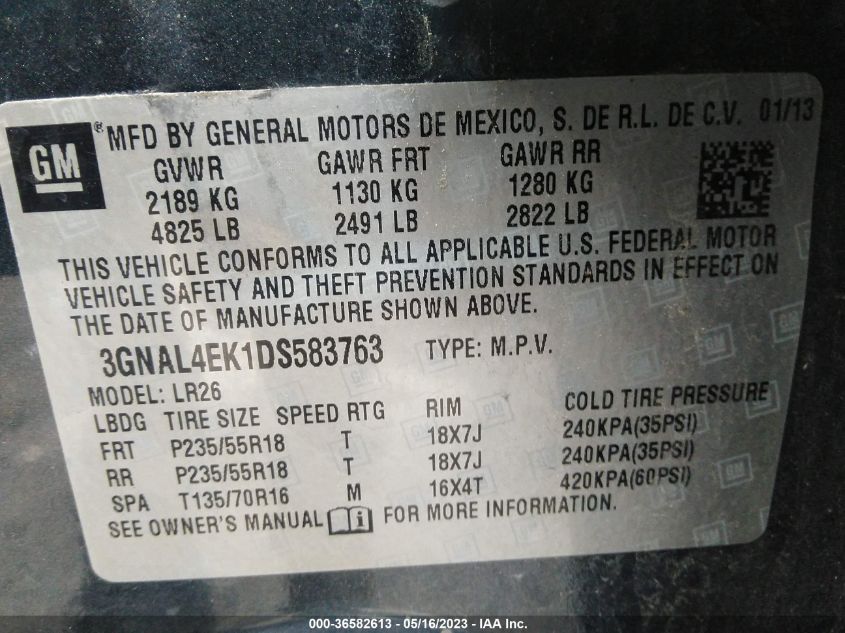 GM ® MFD BY GENERAL MOTORS DE MEXICO, S. DE R.L. DE C.V. 01/13
GVWR GAWR FRT GAWR RR
2189 KG 1130 KG 1280 KG
4825 LB 2491 LB 2822 LB
THIS VEHICLE CONFORMS TO ALL APPLICABLE U.S. FEDERAL MOTOR
VEHICLE SAFETY AND THEFT PREVENTION STANDARDS IN EFFECT ON
THE DATE OF MANUFACTURE SHOWN ABOVE.
3GNAL4EK1DS583763 TYPE: M.P.V.
MODEL: LR26
LBDG TIRE SIZE SPEED RTG RIM COLD TIRE PRESSURE
FRT P235/55R18 T 18X7J 240KPA(35PSI)
RR P235/55R18 T 18X7J 240KPA(35PSI)
SPA T135/70R16 M 16X4T 420KPA(60PSI)
SEE OWNER'S MANUAL FOR MORE INFORMATION.
000-36582613 - 05/16/2023 - IAA Inc.